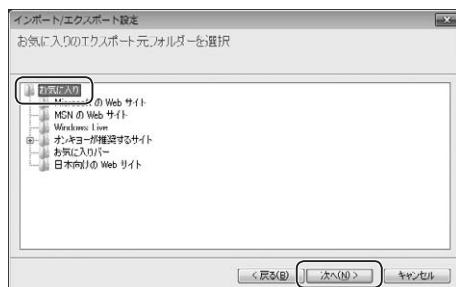 インポート/エクスポート設定
お気に入りのエクスポート元フォルダーを選択
お気に入り
Microsoft の Web サイト
MSN の Web サイト
Windows Live
オンキヨーが推奨するサイト
お気に入りバー
日本向けの Web サイト
< 戻る(B)
次へ(N) >
キャンセル